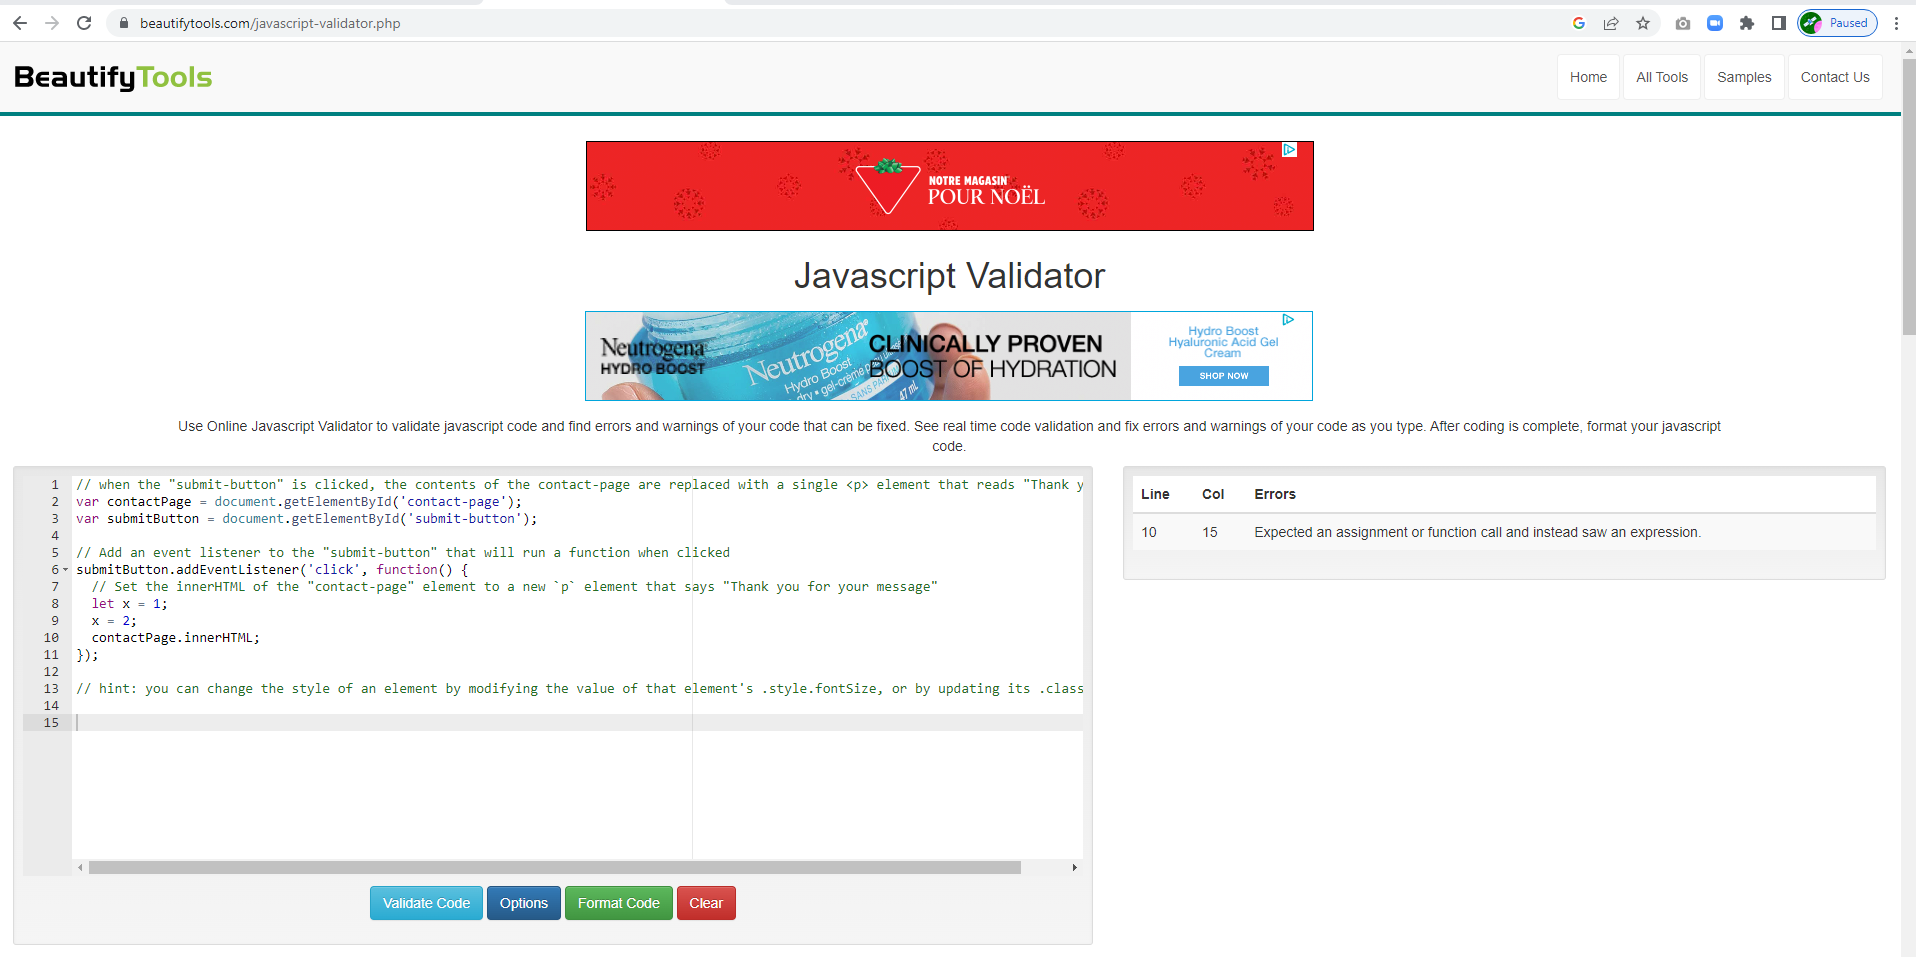 beautifytools.com/javascript-validator.php
Paused
BeautifyTools
Home
All Tools
Samples
Contact Us
NOTRE MAGASIN
POUR NOËL
Javascript Validator
Neutrogena
HYDRO BOOST
Neutrogena
Hydro Boost
gel-crème
SANS
47 ml
CLINICALLY PROVEN
BOOST OF HYDRATION
Hydro Boost
Hyaluronic Acid Gel
Cream
SHOP NOW
Use Online Javascript Validator to validate javascript code and find errors and warnings of your code that can be fixed. See real time code validation and fix errors and warnings of your code as you type. After coding is complete, format your javascript
code.
1 // when the "submit-button" is clicked, the contents of the contact-page are replaced with a single <p> element that reads "Thank y
2 var contactPage = document.getElementById('contact-page');
3 var submitButton = document.getElementById('submit-button');
4
5 // Add an event listener to the "submit-button" that will run a function when clicked
6 submitButton.addEventListener('click', function() {
7 // Set the innerHTML of the "contact-page" element to a new `p` element that says "Thank you for your message"
8 let x = 1;
9 x = 2;
10 contactPage.innerHTML;
11 });
12
13 // hint: you can change the style of an element by modifying the value of that element's .style.fontSize, or by updating its .class
14
15
Line Col Errors
10 15 Expected an assignment or function call and instead saw an expression.
Validate Code
Options
Format Code
Clear